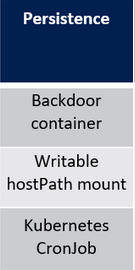 Persistence
Backdoor
container
Writable
hostPath mount
Kubernetes
CronJob